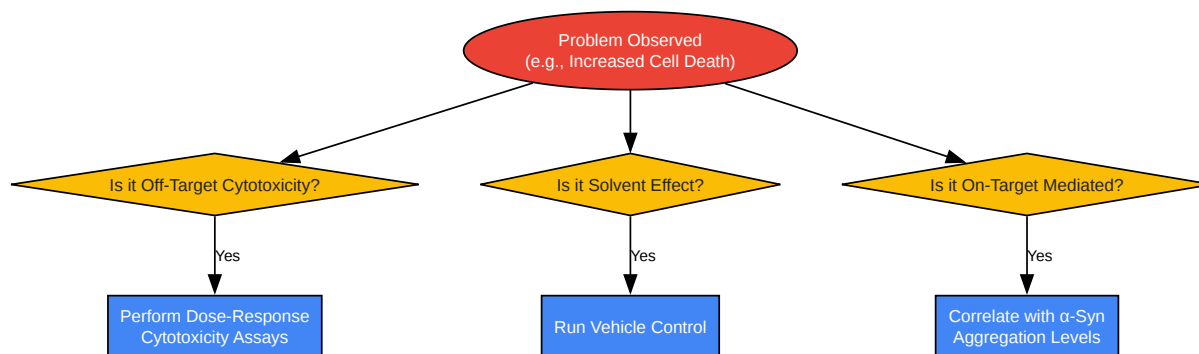 Problem Observed
(e.g., Increased Cell Death)
Is it Off-Target Cytotoxicity?
Is it Solvent Effect?
Is it On-Target Mediated?
Yes
Yes
Yes
Perform Dose-Response
Cytotoxicity Assays
Run Vehicle Control
Correlate with α-Syn
Aggregation Levels